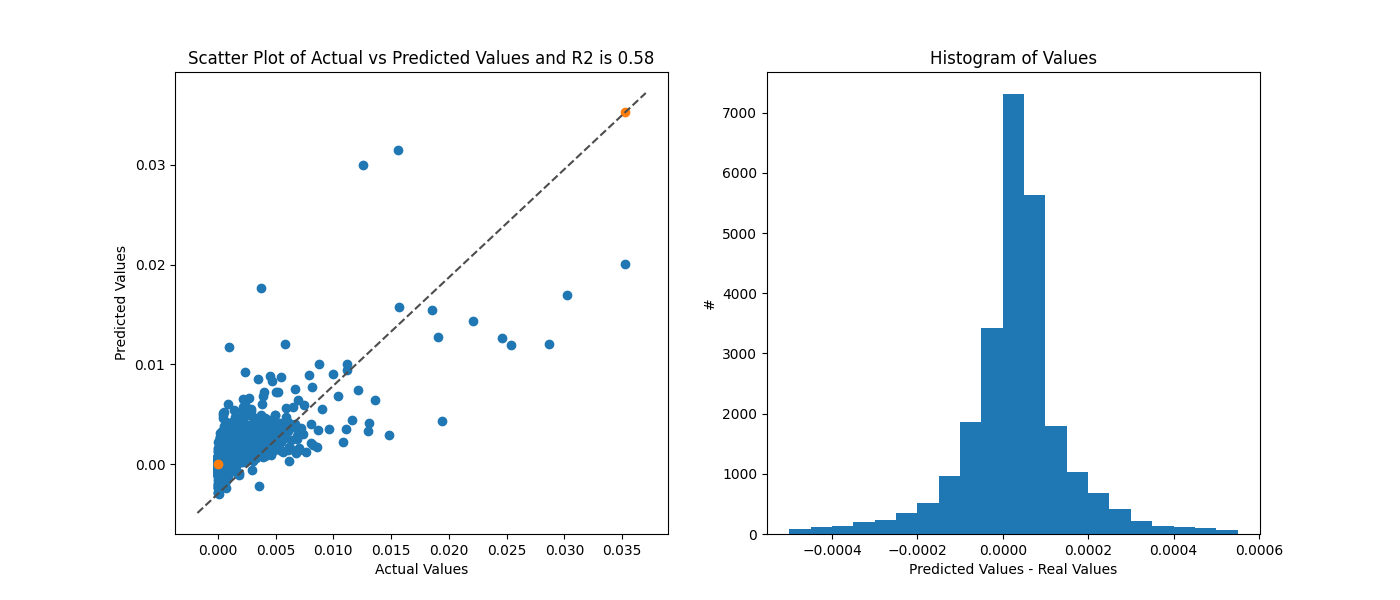 Scatter Plot of Actual vs Predicted Values and R2 is 0.58
Predicted Values
0.03
0.02
0.01
0.00
0.000 0.005 0.010 0.015 0.020 0.025 0.030 0.035
Actual Values
Histogram of Values
#
7000
6000
5000
4000
3000
2000
1000
0
−0.0004 −0.0002 0.0000 0.0002 0.0004 0.0006
Predicted Values - Real Values